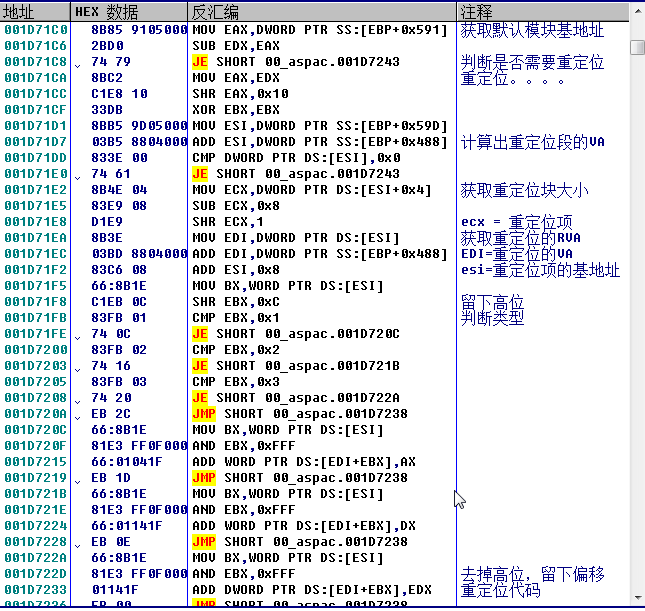 地址 HEX 数据 反汇编 注释
001D71C0 8B85 9105000 MOV EAX,DWORD PTR SS:[EBP+0x591] 获取默认模块基地址
001D71C6 2BD0 SUB EDX,EAX
001D71C8 74 79 JE SHORT 00_aspac.001D7243 判断是否需要重定位
001D71CA 8BC2 MOV EAX,EDX 重定位。。。。
001D71CC C1E8 10 SHR EAX,0x10
001D71CF 33DB XOR EBX,EBX
001D71D1 8BB5 9D05000 MOV ESI,DWORD PTR SS:[EBP+0x59D]
001D71D7 03B5 8804000 ADD ESI,DWORD PTR SS:[EBP+0x488] 计算出重定位段的VA
001D71DD 833E 00 CMP DWORD PTR DS:[ESI],0x0
001D71E0 74 61 JE SHORT 00_aspac.001D7243
001D71E2 8B4E 04 MOV ECX,DWORD PTR DS:[ESI+0x4] 获取重定位块大小
001D71E5 83E9 08 SUB ECX,0x8
001D71E8 D1E9 SHR ECX,1 ecx = 重定位项
001D71EA 8B3E MOV EDI,DWORD PTR DS:[ESI] 获取重定位的RVA
001D71EC 03BD 8804000 ADD EDI,DWORD PTR SS:[EBP+0x488] EDI=重定位的VA
001D71F2 83C6 08 ADD ESI,0x8 esi=重定位项的基地址
001D71F5 66:8B1E MOV BX,WORD PTR DS:[ESI]
001D71F8 C1EB 0C SHR EBX,0xC 留下高位
001D71FB 83FB 01 CMP EBX,0x1 判断类型
001D71FE 74 0C JE SHORT 00_aspac.001D720C
001D7200 83FB 02 CMP EBX,0x2
001D7203 74 16 JE SHORT 00_aspac.001D721B
001D7205 83FB 03 CMP EBX,0x3
001D7208 74 20 JE SHORT 00_aspac.001D722A
001D720A EB 2C JMP SHORT 00_aspac.001D7238
001D720C 66:8B1E MOV BX,WORD PTR DS:[ESI]
001D720F 81E3 FF0F000 AND EBX,0xFFF
001D7215 66:01041F ADD WORD PTR DS:[EDI+EBX],AX
001D7219 EB 1D JMP SHORT 00_aspac.001D7238
001D721B 66:8B1E MOV BX,WORD PTR DS:[ESI]
001D721E 81E3 FF0F000 AND EBX,0xFFF
001D7224 66:01141F ADD WORD PTR DS:[EDI+EBX],DX
001D7228 EB 0E JMP SHORT 00_aspac.001D7238
001D722A 66:8B1E MOV BX,WORD PTR DS:[ESI]
001D722D 81E3 FF0F000 AND EBX,0xFFF 去掉高位，留下偏移
001D7233 01141F ADD DWORD PTR DS:[EDI+EBX],EDX 重定位代码
001D7236 EB 00 JMP SHORT 00_aspac.001D7238